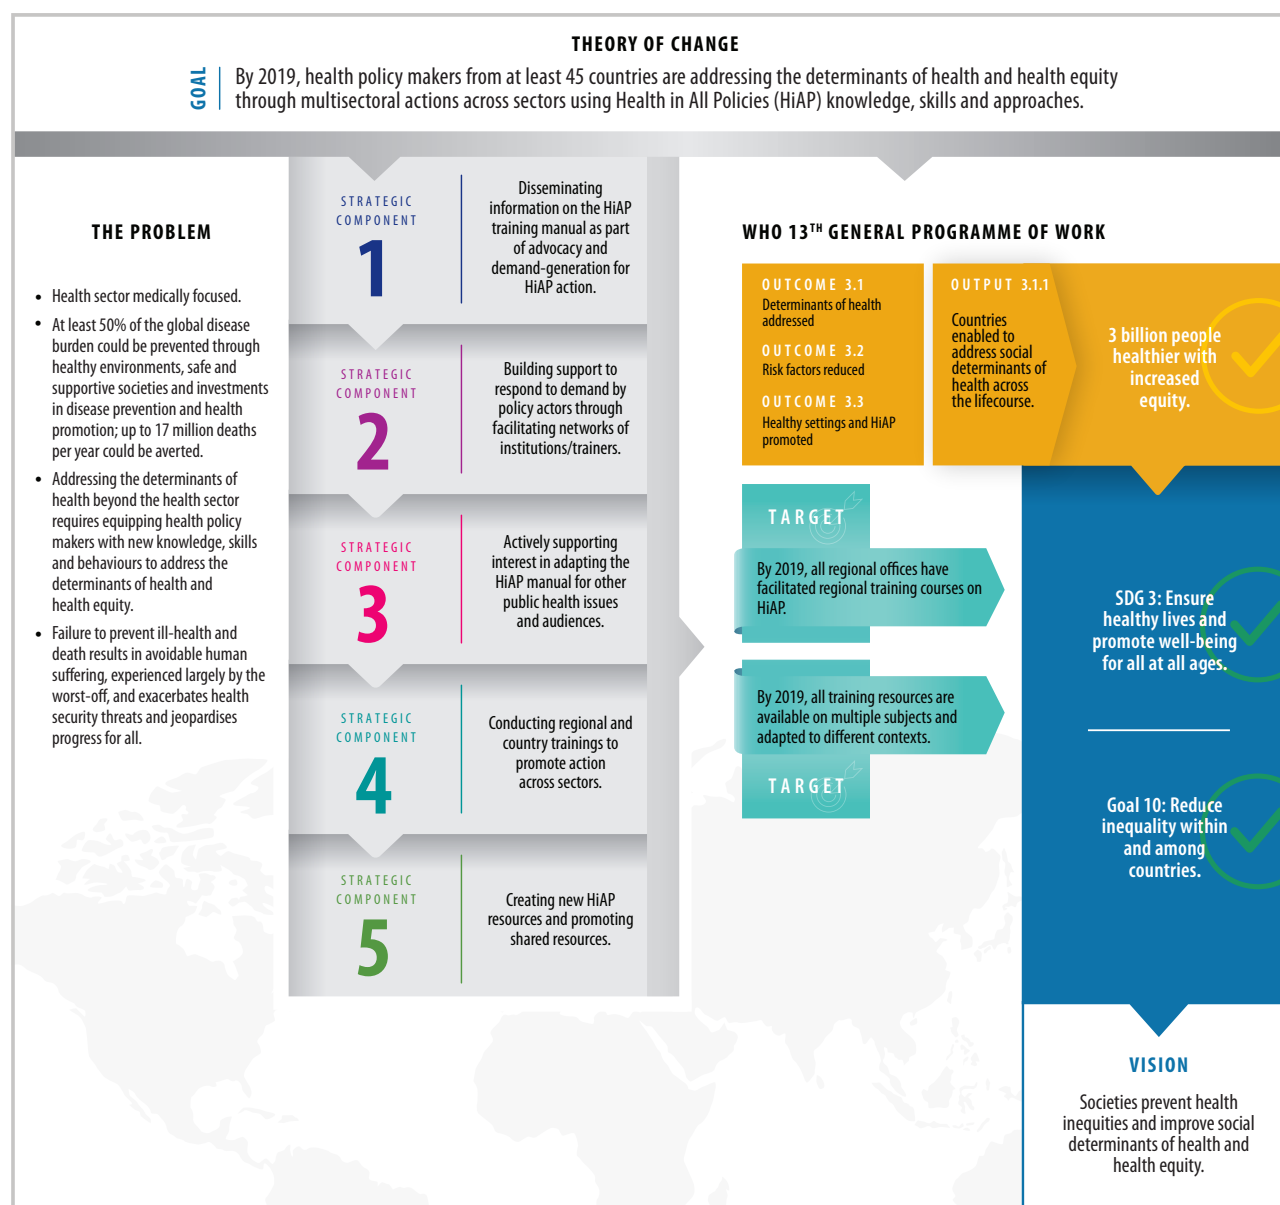 THEORY OF CHANGE
GOAL
By 2019, health policy makers from at least 45 countries are addressing the determinants of health and health equity
through multisectoral actions across sectors using Health in All Policies (HiAP) knowledge, skills and approaches.
THE PROBLEM
• Health sector medically focused.
• At least 50% of the global disease
burden could be prevented through
healthy environments, safe and
supportive societies and investments
in disease prevention and health
promotion; up to 17 million deaths
per year could be averted.
• Addressing the determinants of
health beyond the health sector
requires equipping health policy
makers with new knowledge, skills
and behaviours to address the
determinants of health and
health equity.
• Failure to prevent ill-health and
death results in avoidable human
suffering, experienced largely by the
worst-off, and exacerbates health
security threats and jeopardises
progress for all.
STRATEGIC
COMPONENT
1
Disseminating
information on the HiAP
training manual as part
of advocacy and
demand-generation for
HiAP action.
STRATEGIC
COMPONENT
2
Building support to
respond to demand by
policy actors through
facilitating networks of
institutions/trainers.
STRATEGIC
COMPONENT
3
Actively supporting
interest in adapting the
HiAP manual for other
public health issues
and audiences.
STRATEGIC
COMPONENT
4
Conducting regional and
country trainings to
promote action
across sectors.
STRATEGIC
COMPONENT
5
Creating new HiAP
resources and promoting
shared resources.
WHO 13TH GENERAL PROGRAMME OF WORK
OUTCOME 3.1
Determinants of health
addressed
OUTCOME 3.2
Risk factors reduced
OUTCOME 3.3
Healthy settings and HiAP
promoted
OUTPUT 3.1.1
Countries
enabled to
address social
determinants of
health across
the lifecourse.
3 billion people
healthier with
increased
equity.
TARGET
By 2019, all regional offices have
facilitated regional training courses on
HiAP.
By 2019, all training resources are
available on multiple subjects and
adapted to different contexts.
TARGET
SDG 3: Ensure
healthy lives and
promote well-being
for all at all ages.
Goal 10: Reduce
inequality within
and among
countries.
VISION
Societies prevent health
inequities and improve social
determinants of health and
health equity.